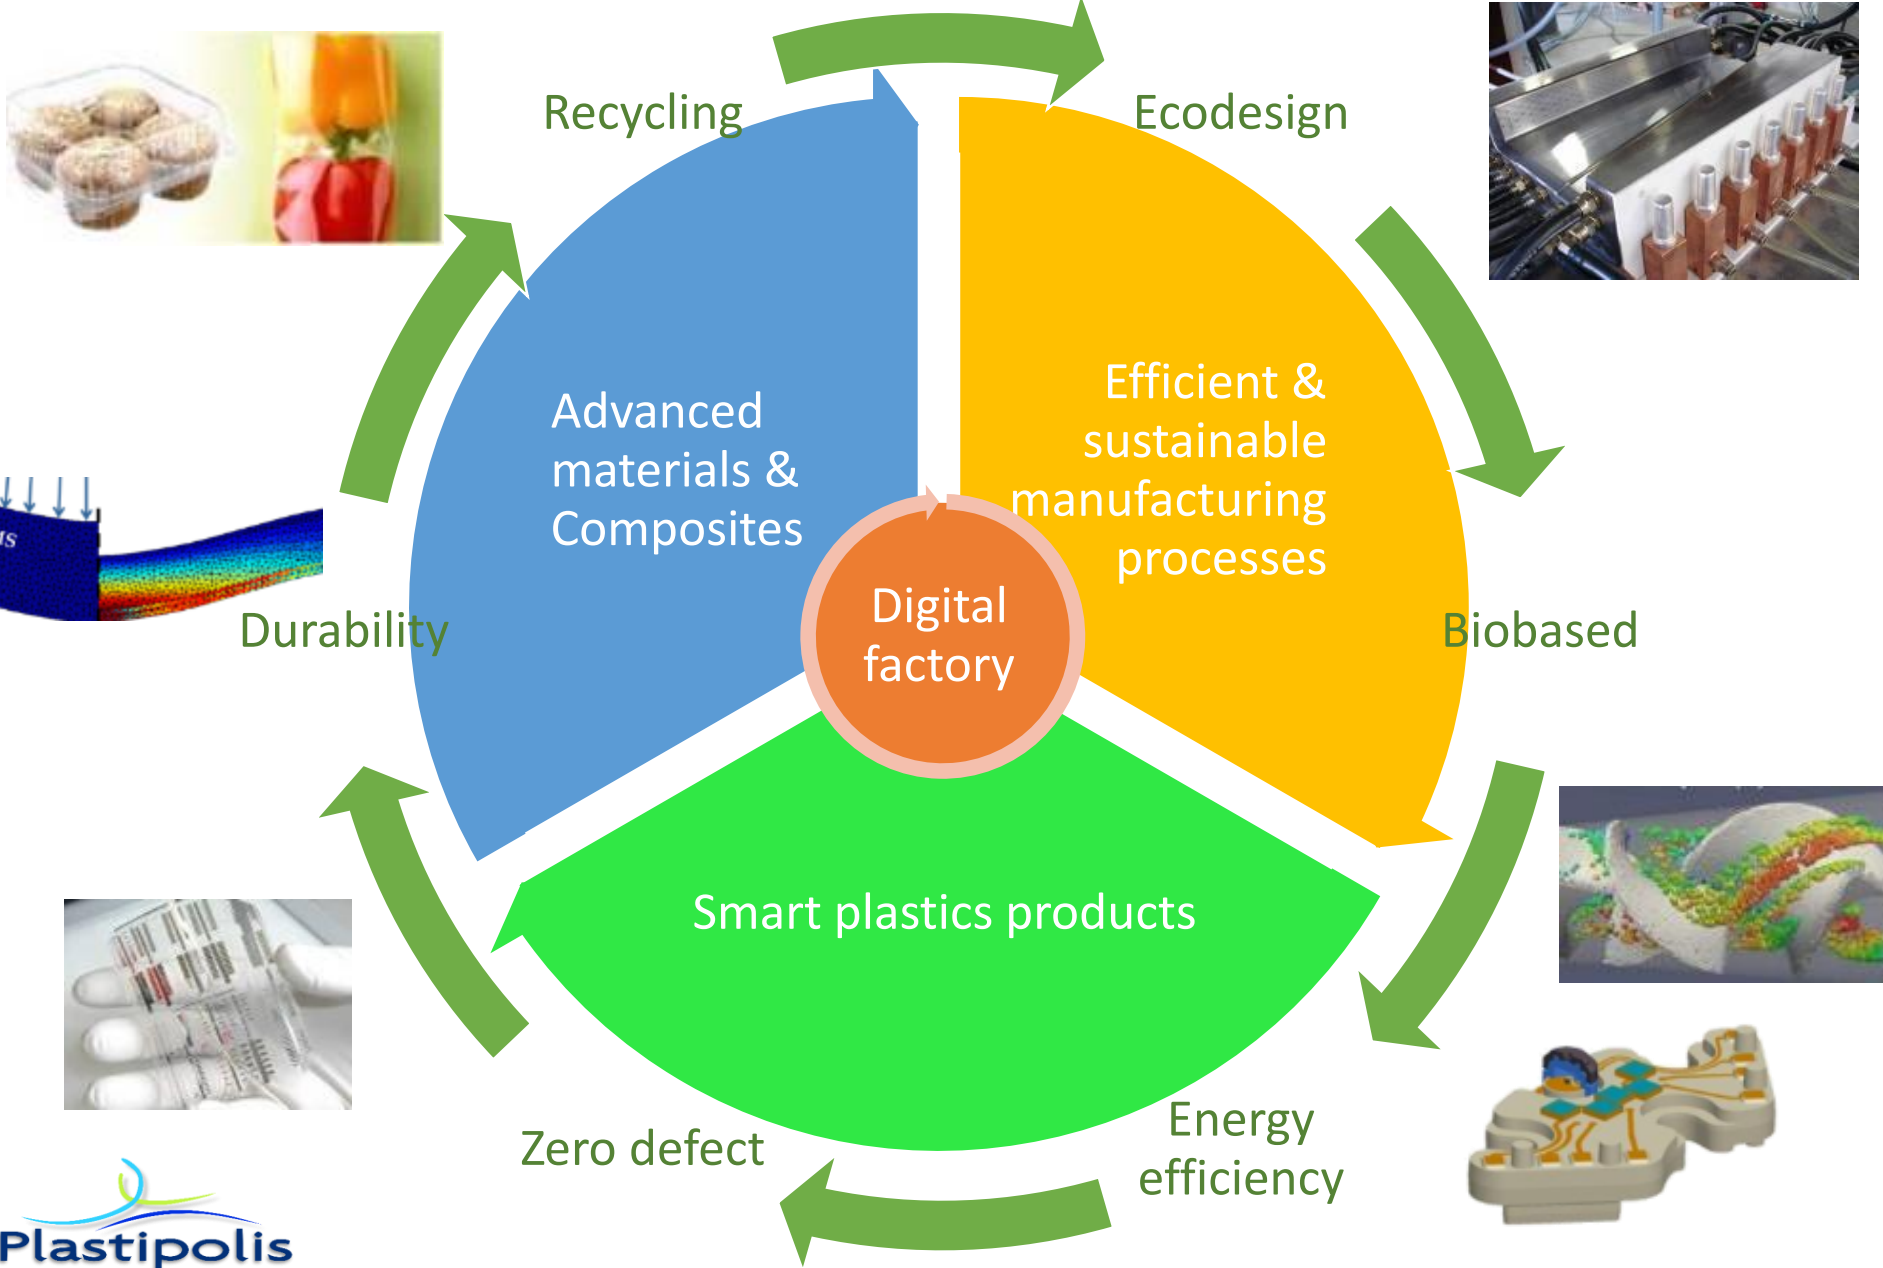 Recycling
Ecodesign
Advanced
materials &
Composites
Efficient &
sustainable
manufacturing
processes
Digital
factory
Durability
Biobased
Smart plastics products
Zero defect
Energy
efficiency
Plastipolis